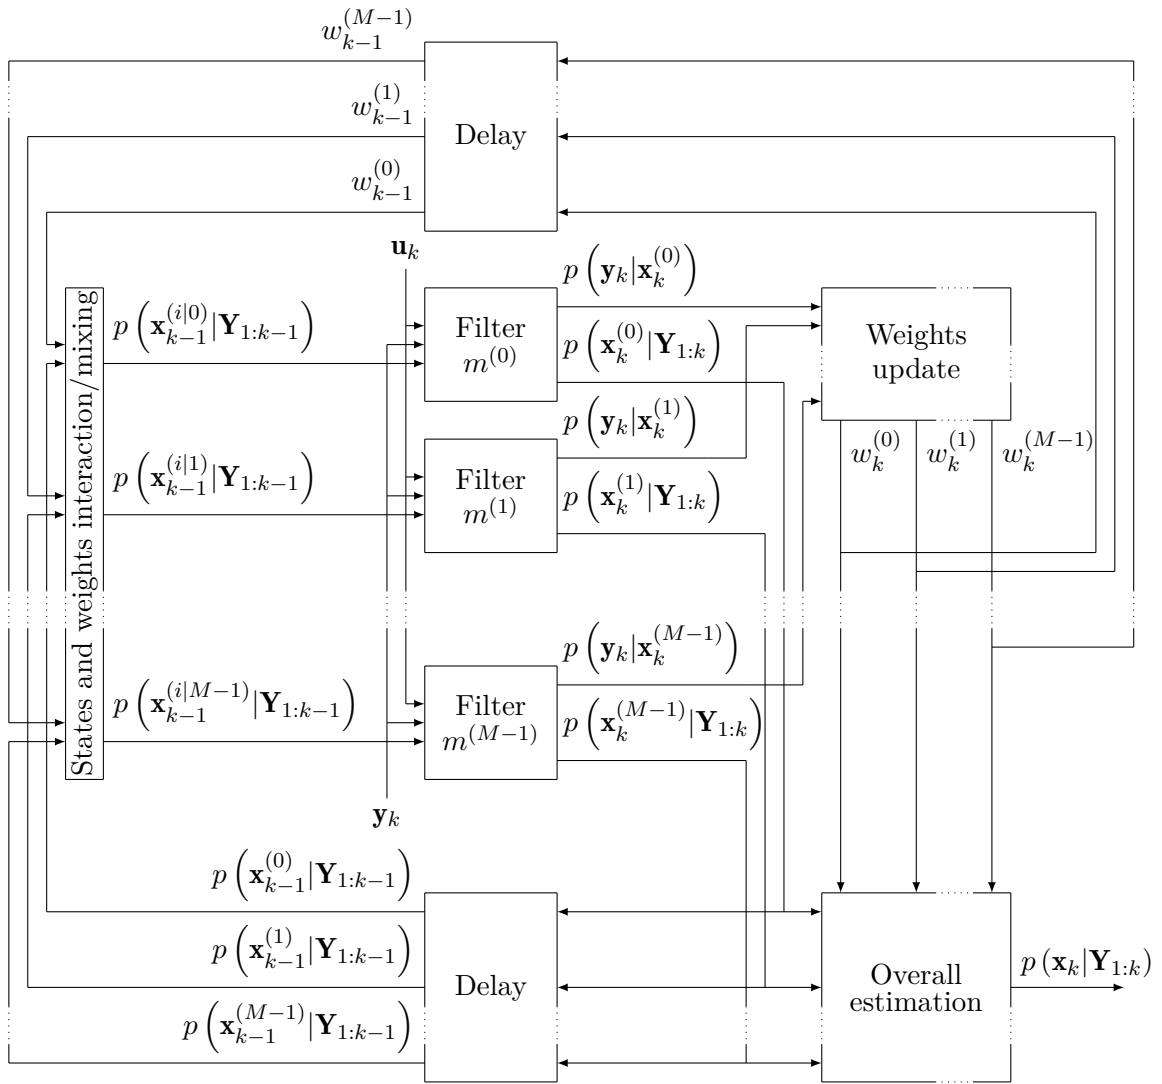 w_{k-1}^{(M-1)}
w_{k-1}^{(1)}
Delay
w_{k-1}^{(0)}
u_k
p(y_k|x_k^{(0)})
p(x_{k-1}^{(i|0)}|Y_{1:k-1})
Filter
m^{(0)}
p(x_k^{(0)}|Y_{1:k})
Weights
update
p(y_k|x_k^{(1)})
w_k^{(0)} w_k^{(1)} w_k^{(M-1)}
p(x_{k-1}^{(i|1)}|Y_{1:k-1})
Filter
m^{(1)}
p(x_k^{(1)}|Y_{1:k})
States and weights interaction/mixing
p(y_k|x_k^{(M-1)})
p(x_{k-1}^{(i|M-1)}|Y_{1:k-1})
Filter
m^{(M-1)}
p(x_k^{(M-1)}|Y_{1:k})
y_k
p(x_{k-1}^{(0)}|Y_{1:k-1})
p(x_{k-1}^{(1)}|Y_{1:k-1})
Delay
Overall
estimation
p(x_k|Y_{1:k})
p(x_{k-1}^{(M-1)}|Y_{1:k-1})